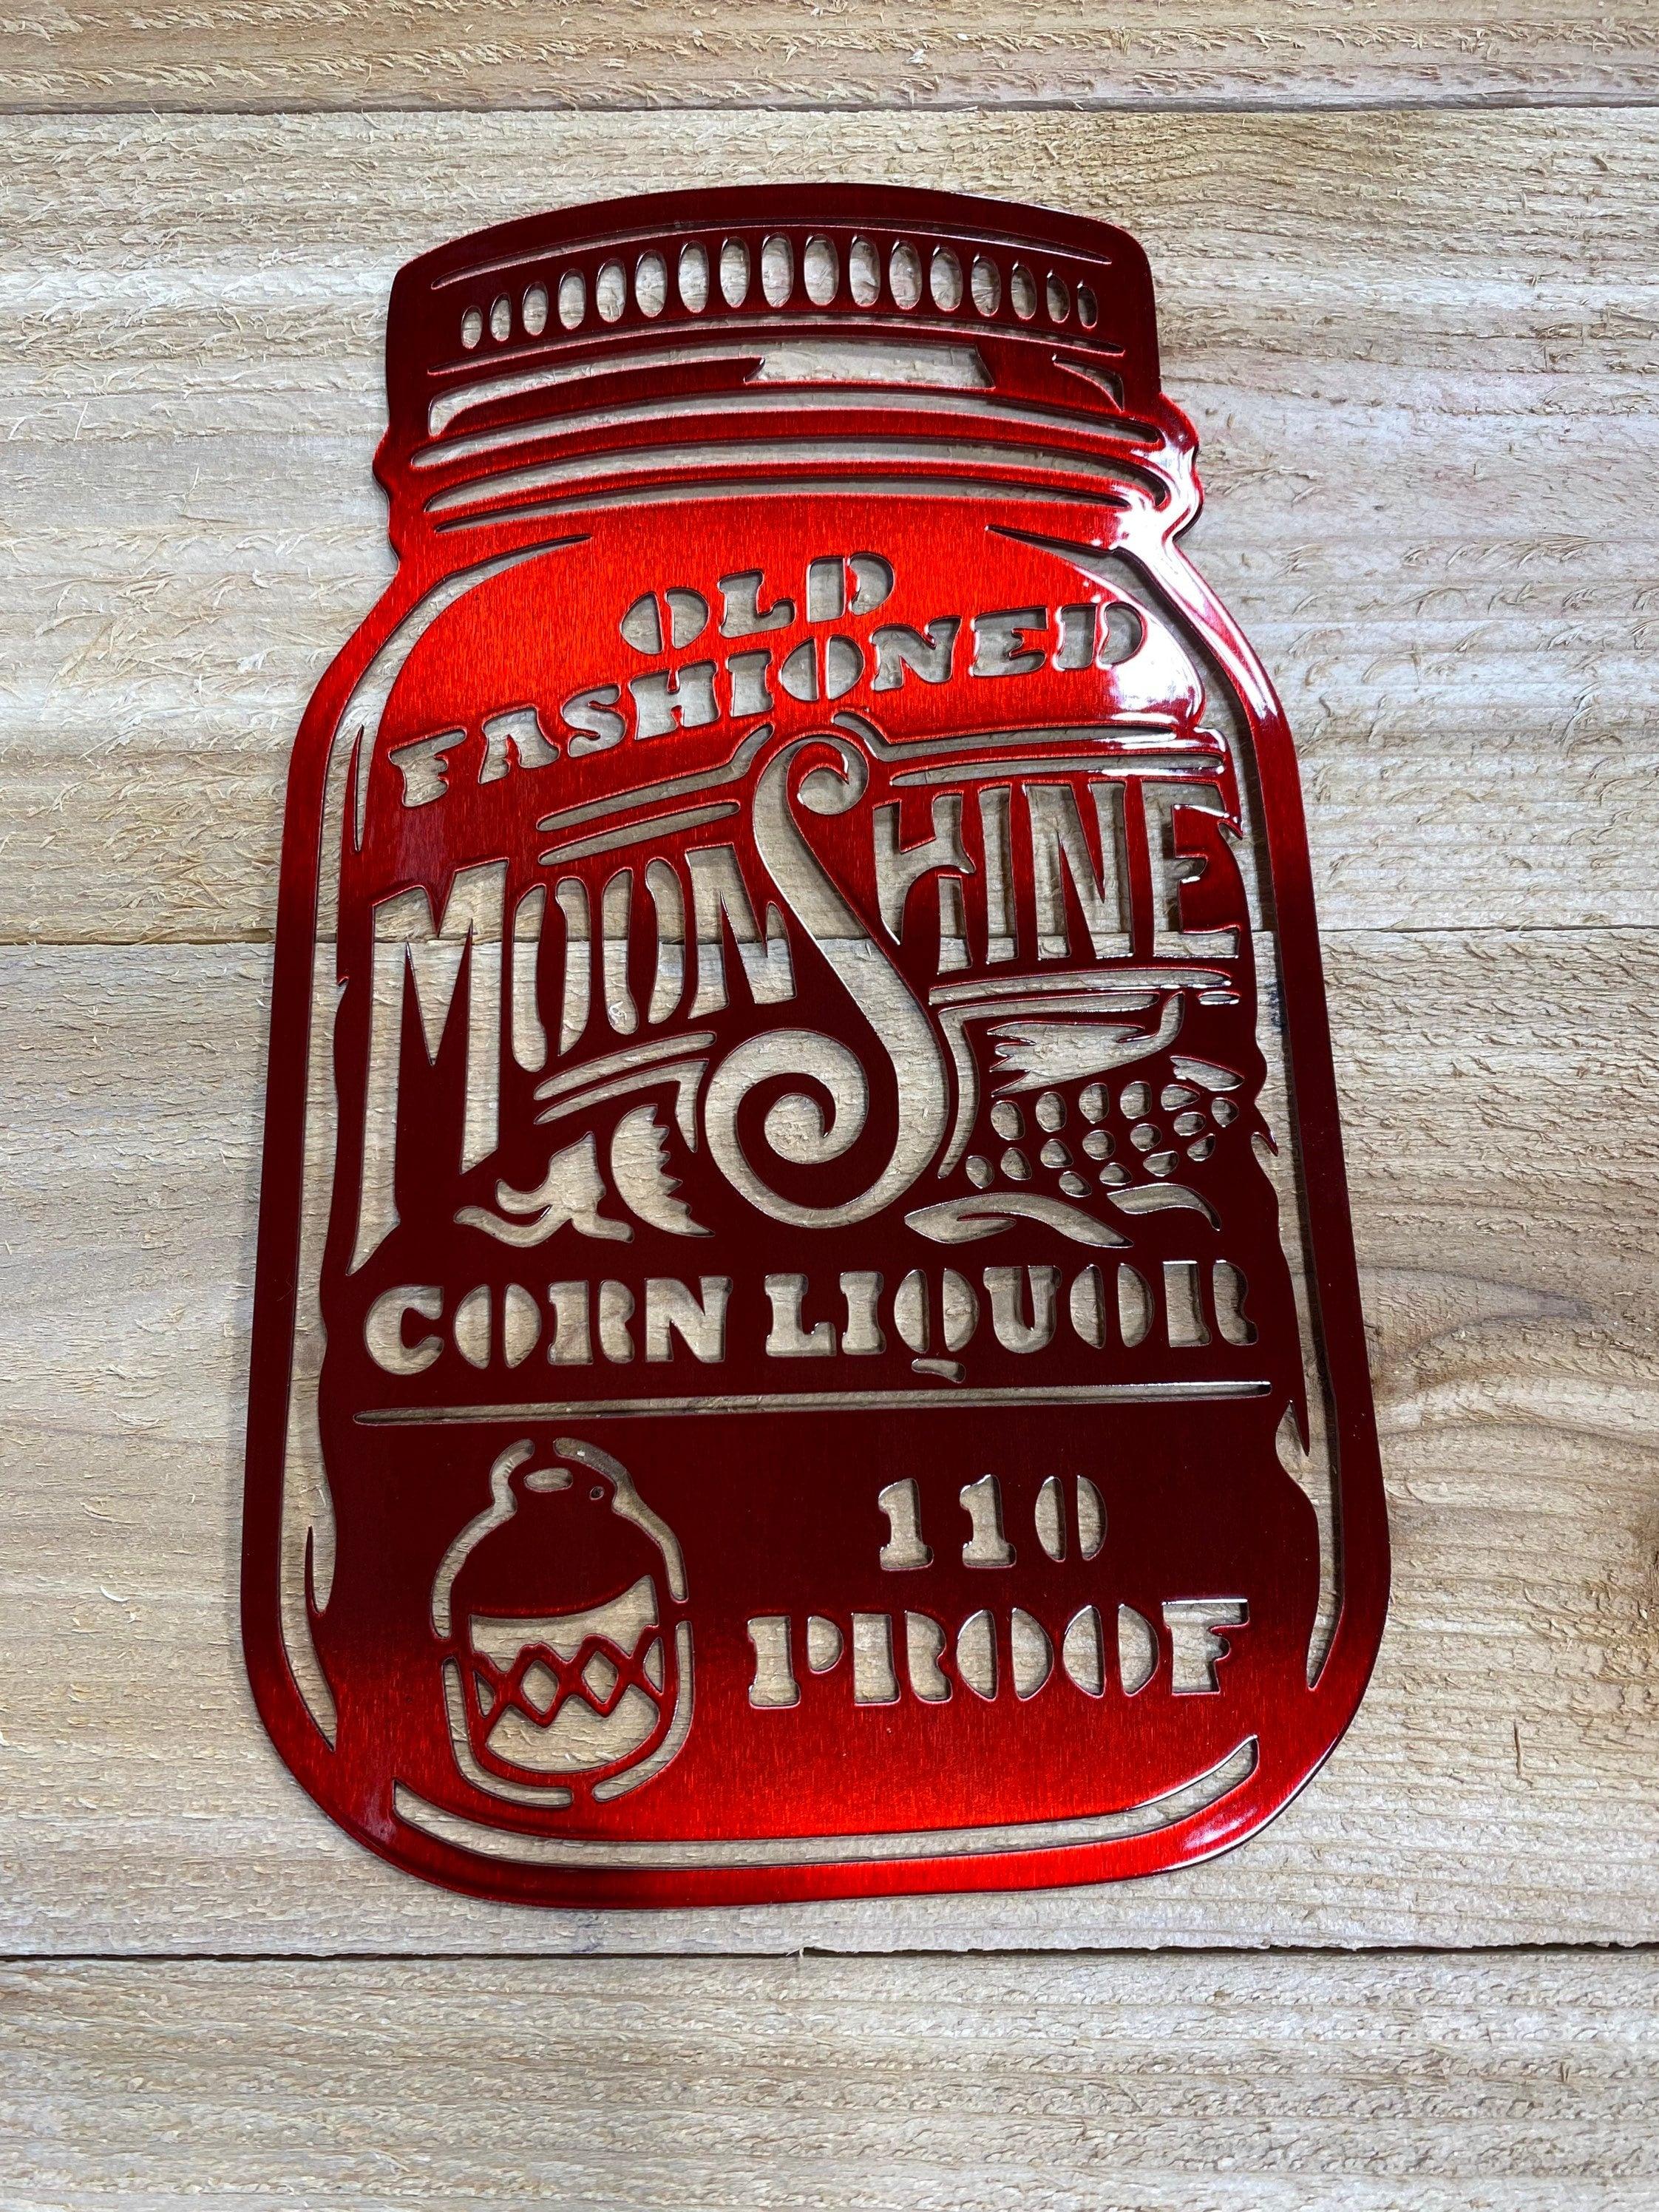 OLD
FASHIONED
MOONSHINE
CORN LIQUOR
110
PROOF